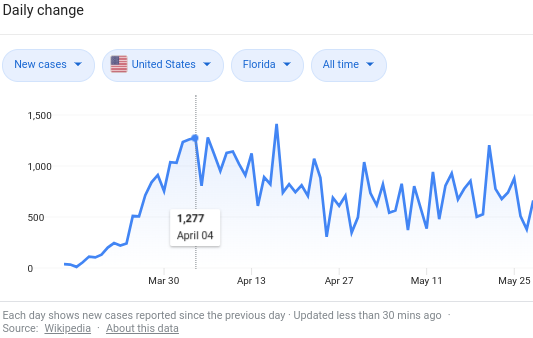 Daily change
New cases United States Florida All time
1,500
1,000
500
0
1,277
April 04
Mar 30 Apr 13 Apr 27 May 11 May 25
Each day shows new cases reported since the previous day · Updated less than 30 mins ago ·
Source: Wikipedia · About this data